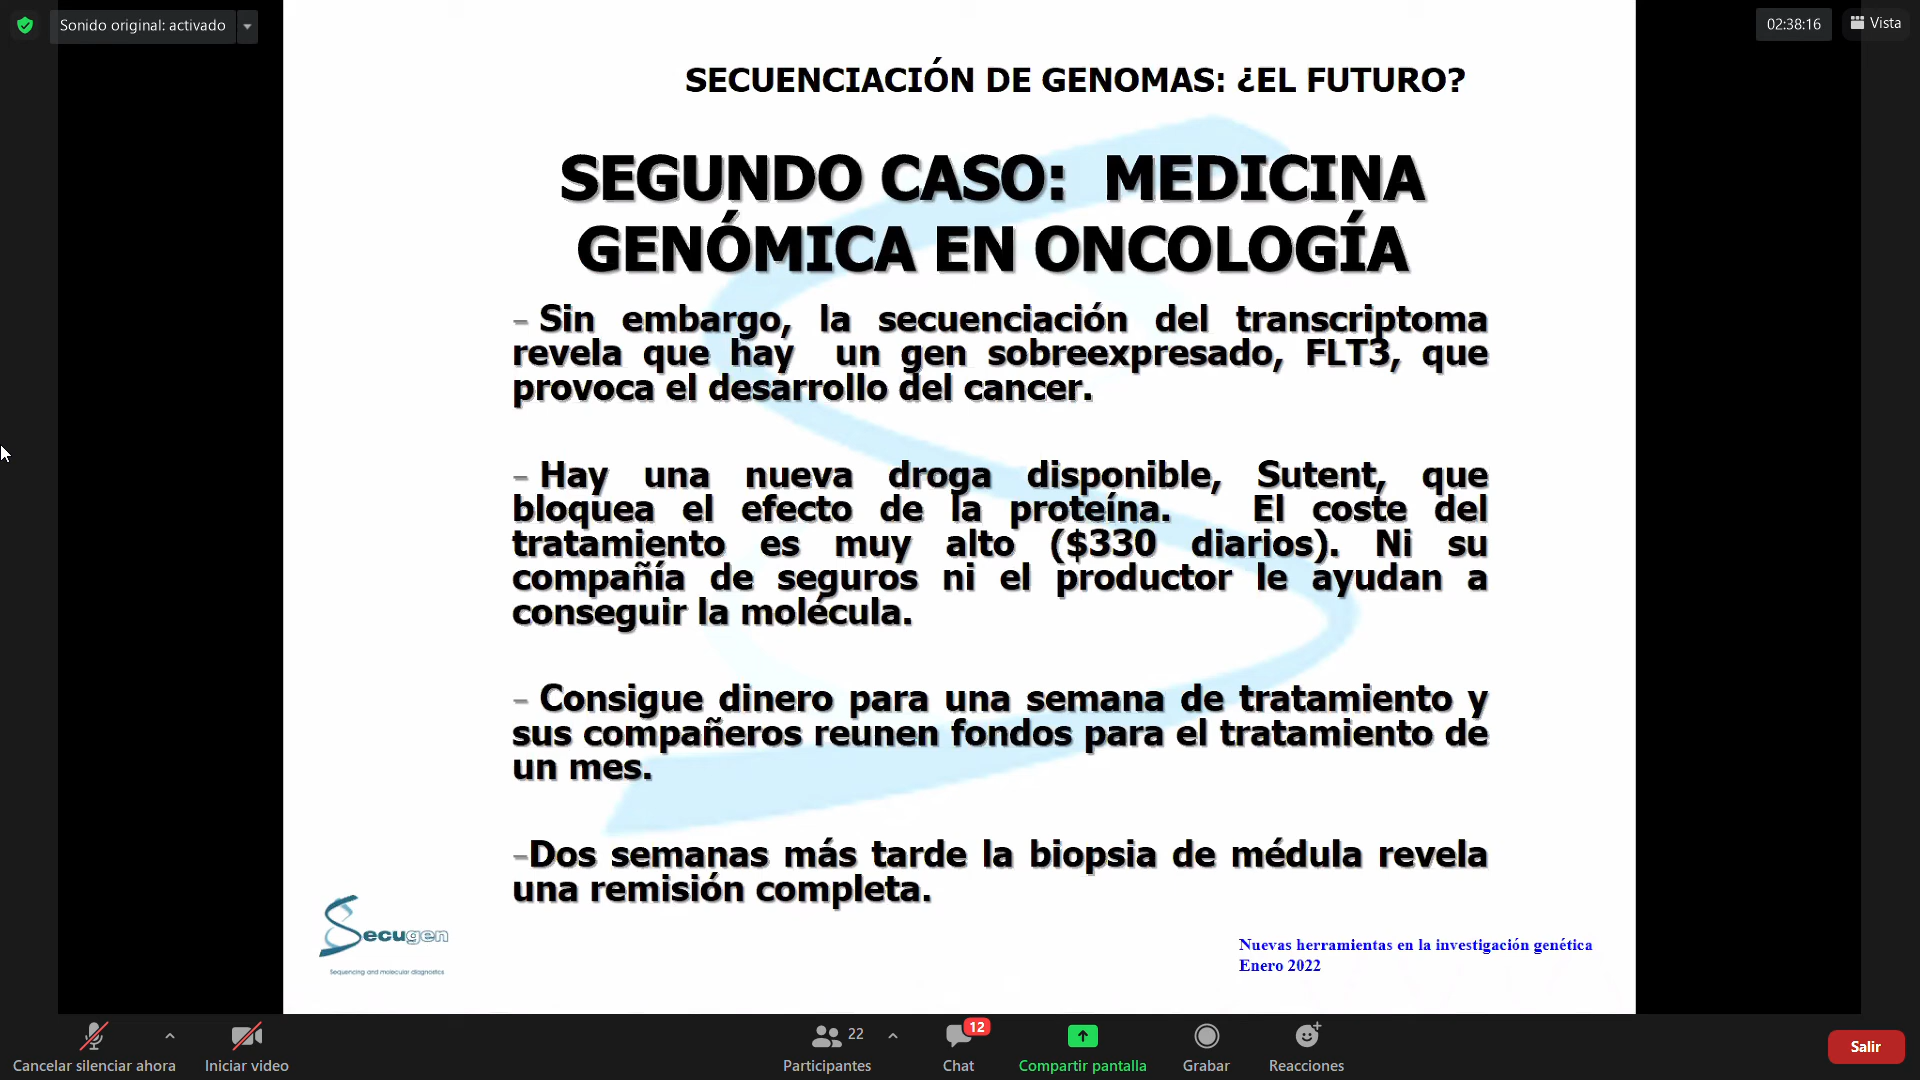 Sonido original: activado
02:38:16
Vista
SECUENCIACIÓN DE GENOMAS: ¿EL FUTURO?
SEGUNDO CASO: MEDICINA
GENÓMICA EN ONCOLOGÍA
– Sin embargo, la secuenciación del transcriptoma
revela que hay un gen sobreexpresado, FLT3, que
provoca el desarrollo del cancer.
– Hay una nueva droga disponible, Sutent, que
bloquea el efecto de la proteína. El coste del
tratamiento es muy alto ($330 diarios). Ni su
compañía de seguros ni el productor le ayudan a
conseguir la molécula.
– Consigue dinero para una semana de tratamiento y
sus compañeros reunen fondos para el tratamiento de
un mes.
–Dos semanas más tarde la biopsia de médula revela
una remisión completa.
Secugen
Sequencing and molecular diagnostics
Nuevas herramientas en la investigación genética
Enero 2022
22
12
Cancelar silenciar ahora
Iniciar video
Participantes
Chat
Compartir pantalla
Grabar
Reacciones
Salir